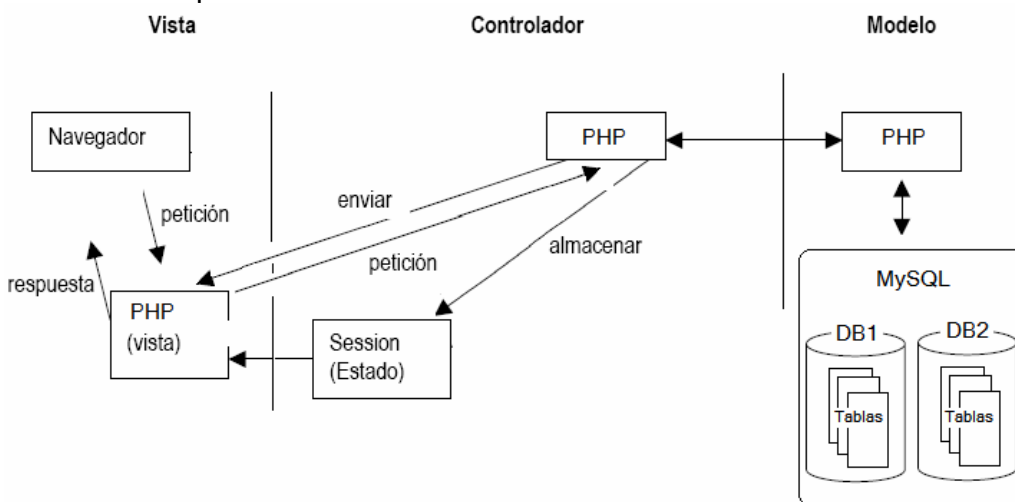 Vista
Controlador
Modelo
Navegador
PHP
PHP
enviar
petición
almacenar
petición
respuesta
PHP
(vista)
Session
(Estado)
MySQL
DB1
DB2
Tablas
Tablas